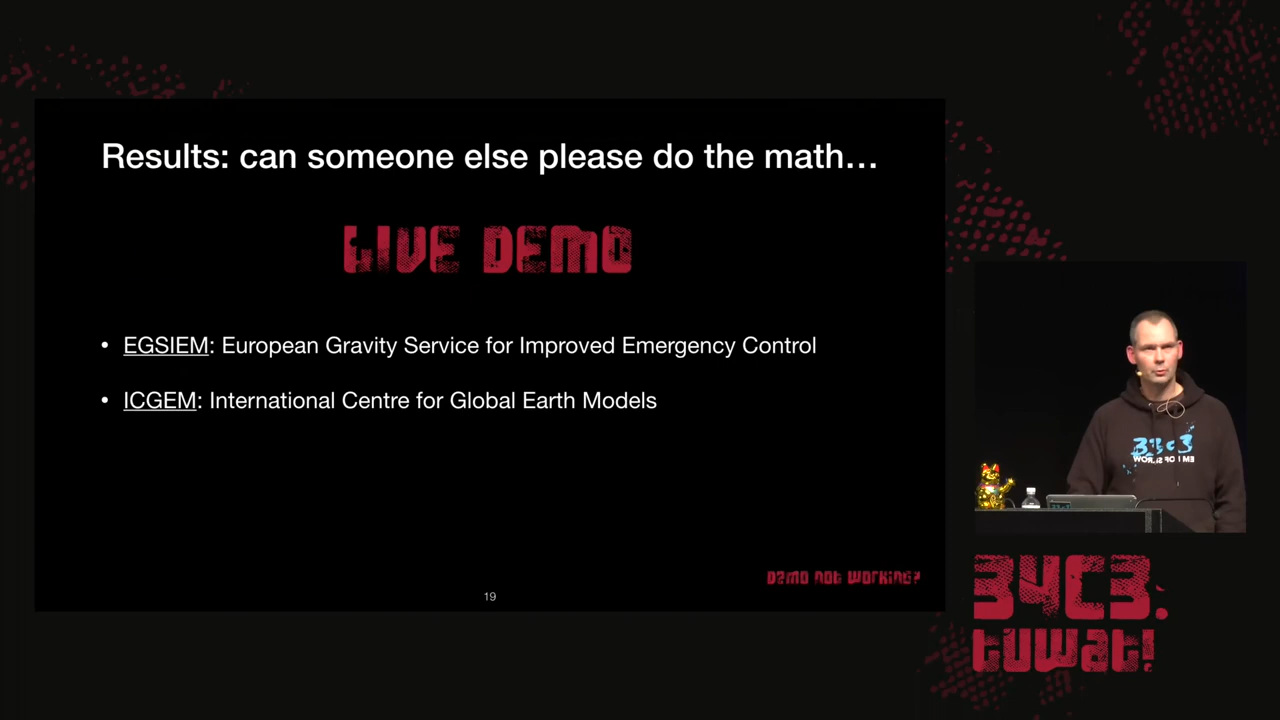 Results: can someone else please do the math…
LIVE DEMO
• EGSIEM: European Gravity Service for Improved Emergency Control
• ICGEM: International Centre for Global Earth Models
Demo not working?
19
33c3
34C3.
tuwat!